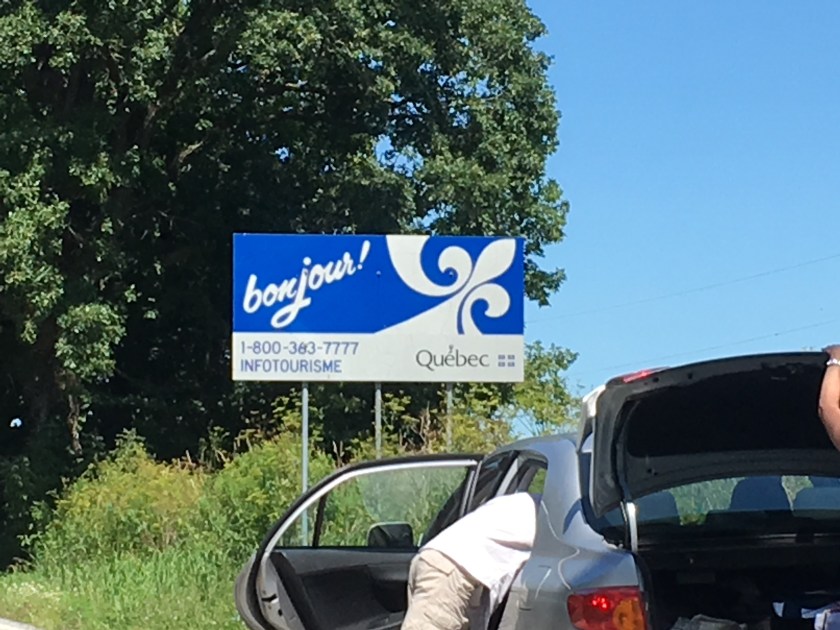 bonjour!
1-800-363-7777
INFOTOURISME
Québec